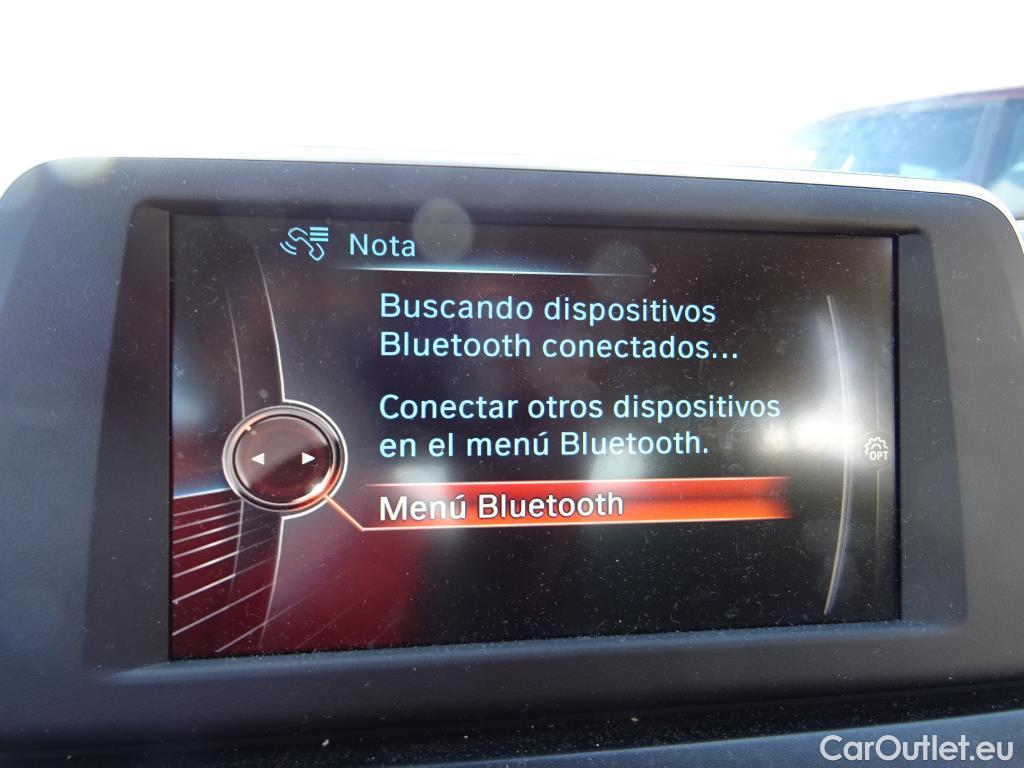 Nota
Buscando dispositivos
Bluetooth conectados...
Conectar otros dispositivos
en el menú Bluetooth.
OPT
Menú Bluetooth
CarOutlet.eu